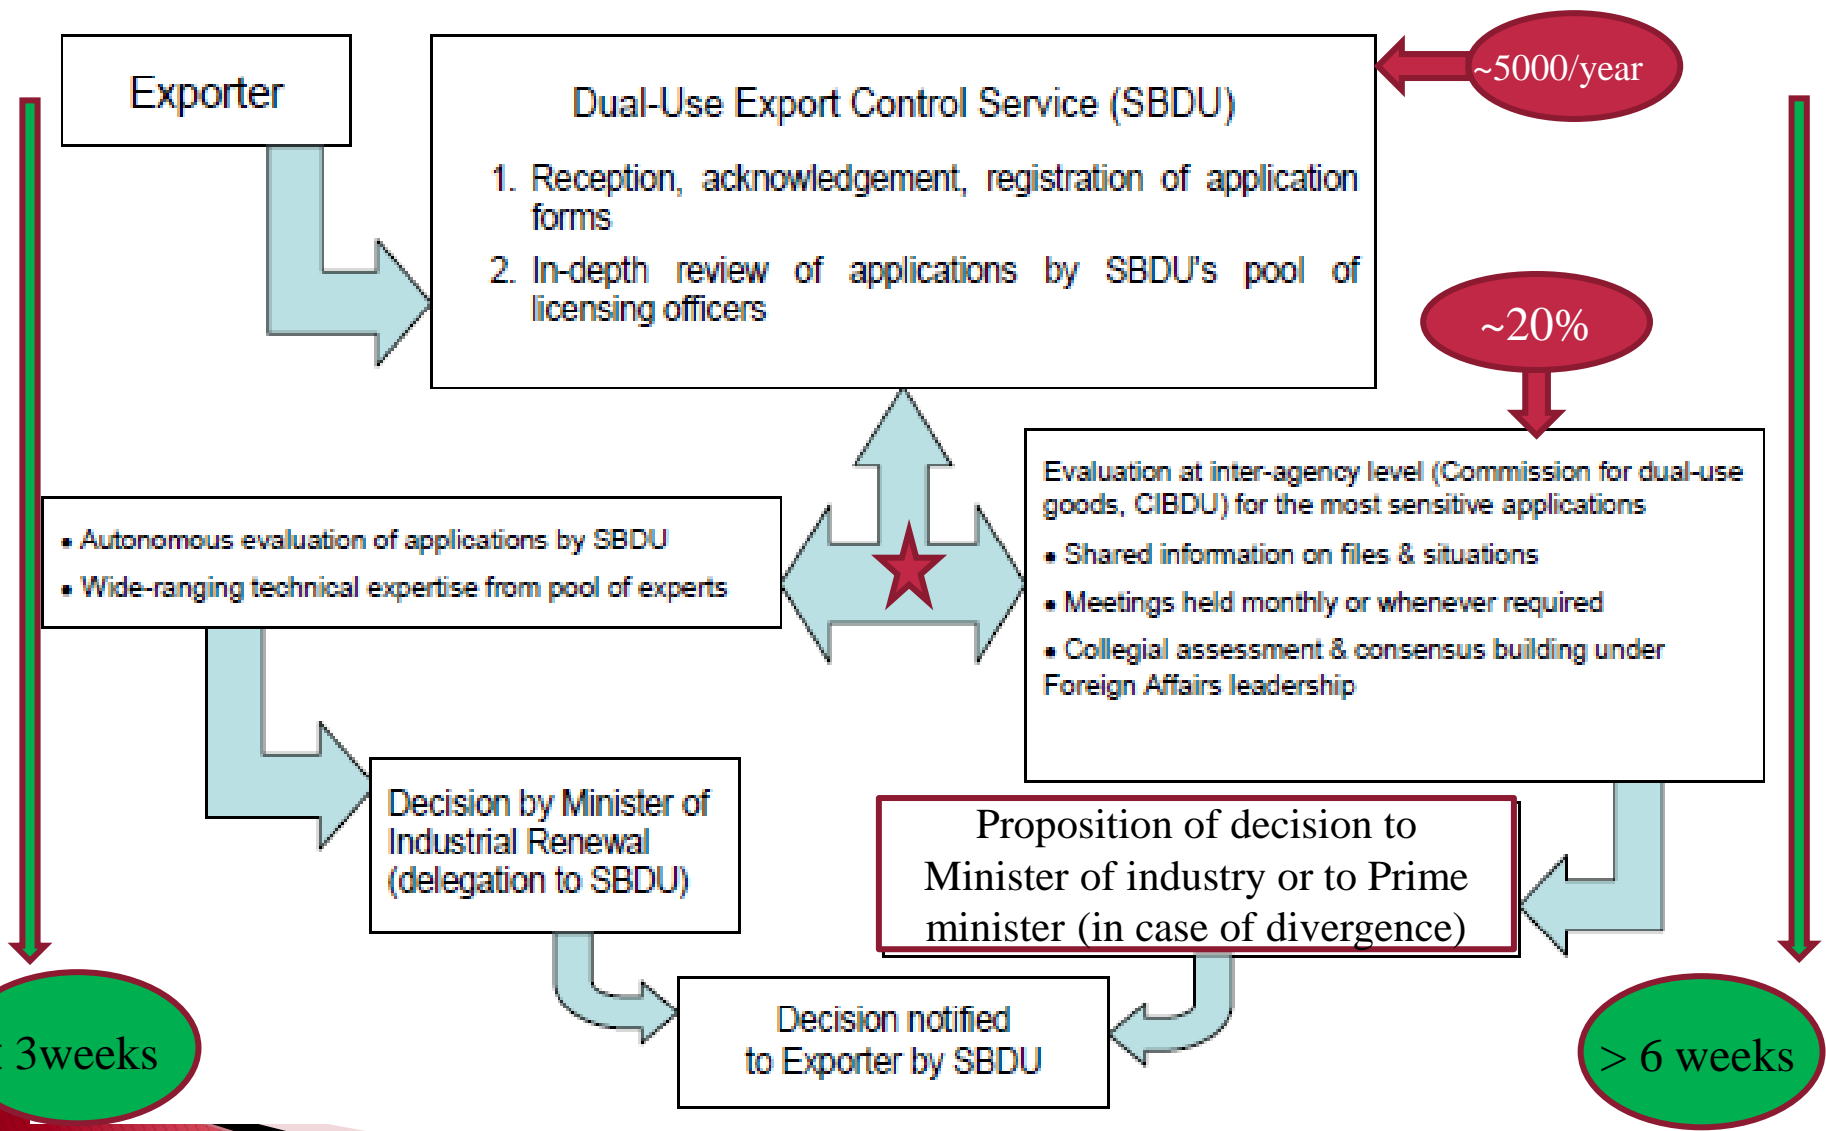 Exporter
Dual-Use Export Control Service (SBDU)
1. Reception, acknowledgement, registration of application
forms
2. In-depth review of applications by SBDU's pool of
licensing officers
~5000/year
~20%
Evaluation at inter-agency level (Commission for dual-use
goods, CIBDU) for the most sensitive applications
• Shared information on files & situations
• Meetings held monthly or whenever required
• Collegial assessment & consensus building under
Foreign Affairs leadership
• Autonomous evaluation of applications by SBDU
• Wide-ranging technical expertise from pool of experts
Decision by Minister of
Industrial Renewal
(delegation to SBDU)
Proposition of decision to
Minister of industry or to Prime
minister (in case of divergence)
Decision notified
to Exporter by SBDU
3weeks
> 6 weeks